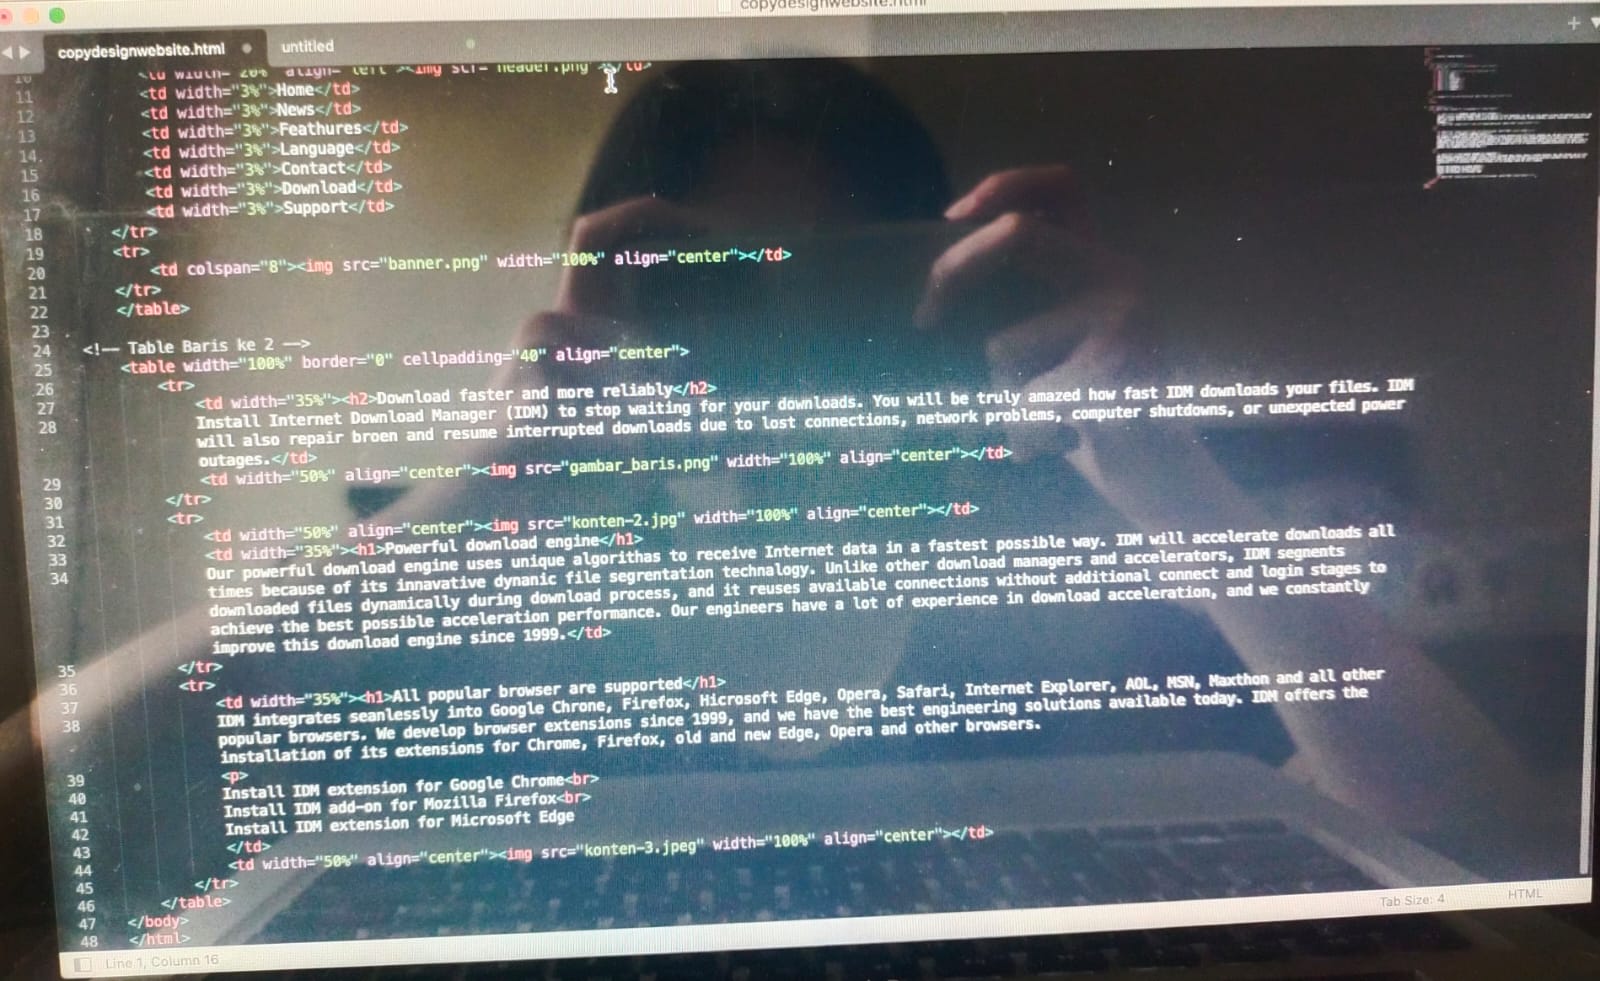 copydesignwebsite.html
copydesignwebsite.html
untitled
10 <td width="20%" align="left"><img scr="header.png"></td>
11 <td width="3%">Home</td>
12 <td width="3%">News</td>
13 <td width="3%">Feathures</td>
14 <td width="3%">Language</td>
15 <td width="3%">Contact</td>
16 <td width="3%">Download</td>
17 <td width="3%">Support</td>
18 </tr>
19 <tr>
20 <td colspan="8"><img src="banner.png" width="100%" align="center"></td>
21 </tr>
22 </table>
23
24 <!-- Table Baris ke 2 -->
25 <table width="100%" border="0" cellpadding="40" align="center">
26 <tr>
27 <td width="35%"><h2>Download faster and more reliably</h2>
28 Install Internet Download Manager (IDM) to stop waiting for your downloads. You will be truly amazed how fast IDM downloads your files. IDM
will also repair broen and resume interrupted downloads due to lost connections, network problems, computer shutdowns, or unexpected power
outages.</td>
29 <td width="50%" align="center"><img src="gambar_baris.png" width="100%" align="center"></td>
30 </tr>
31 <tr>
32 <td width="50%" align="center"><img src="konten-2.jpg" width="100%" align="center"></td>
33 <td width="35%"><h1>Powerful download engine</h1>
34 Our powerful download engine uses unique algorithas to receive Internet data in a fastest possible way. IDM will accelerate downloads all
times because of its innavative dynanic file segrentation technalogy. Unlike other download managers and accelerators, IDM segnents
downloaded files dynamically during download process, and it reuses available connections without additional connect and login stages to
achieve the best possible acceleration performance. Our engineers have a lot of experience in download acceleration, and we constantly
improve this download engine since 1999.</td>
35 </tr>
36 <tr>
37 <td width="35%"><h1>All popular browser are supported</h1>
38 IDM integrates seanlessly into Google Chrone, Firefox, Hicrosoft Edge, Opera, Safari, Internet Explorer, AOL, MSN, Maxthon and all other
popular browsers. We develop browser extensions since 1999, and we have the best engineering solutions available today. IDM offers the
installation of its extensions for Chrome, Firefox, old and new Edge, Opera and other browsers.
39 <p>
40 Install IDM extension for Google Chrome<br>
41 Install IDM add-on for Mozilla Firefox<br>
42 Install IDM extension for Microsoft Edge
43 </td>
44 <td width="50%" align="center"><img src="konten-3.jpeg" width="100%" align="center"></td>
45 </tr>
46 </table>
47 </body>
48 </html>
Line 1, Column 16
Tab Size: 4
HTML